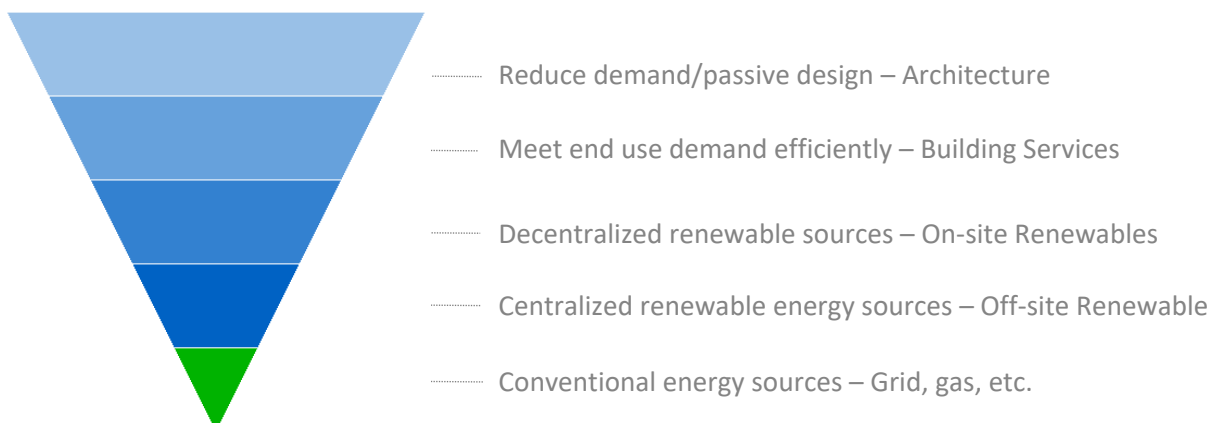 Reduce demand/passive design – Architecture
Meet end use demand efficiently – Building Services
Decentralized renewable sources – On-site Renewables
Centralized renewable energy sources – Off-site Renewable
Conventional energy sources – Grid, gas, etc.